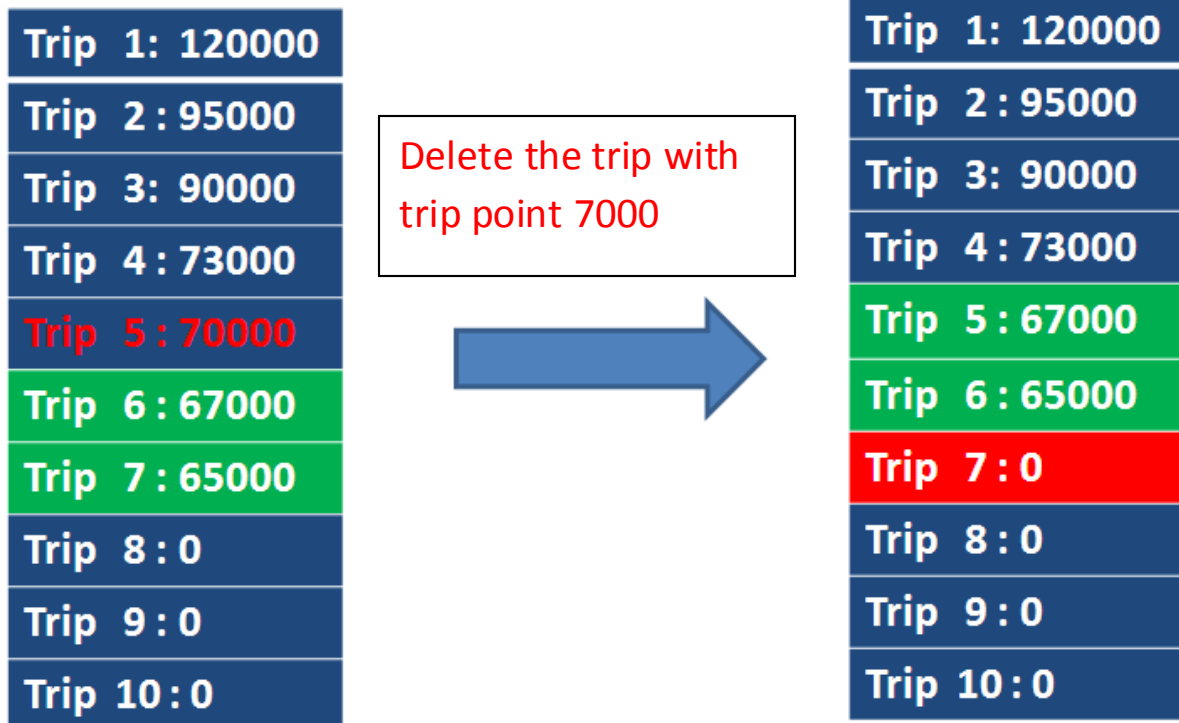 Trip 1: 120000
Trip 2 : 95000
Trip 3: 90000
Trip 4 : 73000
Trip 5 : 70000
Trip 6 : 67000
Trip 7 : 65000
Trip 8 : 0
Trip 9 : 0
Trip 10 : 0
Delete the trip with
trip point 7000
Trip 1: 120000
Trip 2 : 95000
Trip 3: 90000
Trip 4 : 73000
Trip 5 : 67000
Trip 6 : 65000
Trip 7 : 0
Trip 8 : 0
Trip 9 : 0
Trip 10 : 0